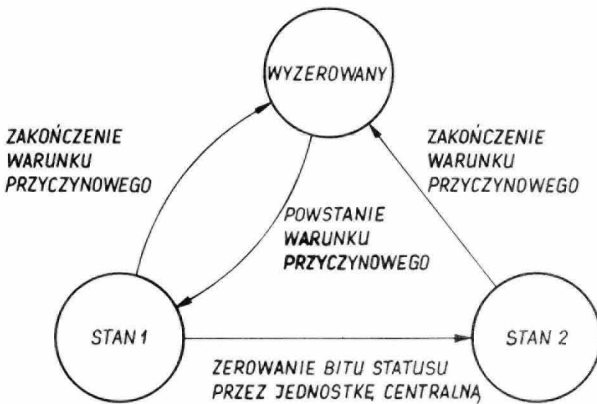 WYZEROWANY
ZAKOŃCZENIE
WARUNKU
PRZYCZYNOWEGO
ZAKOŃCZENIE
WARUNKU
PRZYCZYNOWEGO
POWSTANIE
WARUNKU
PRZYCZYNOWEGO
STAN 1
STAN 2
ZEROWANIE BITU STATUSU
PRZEZ JEDNOSTKĘ CENTRALNĄ